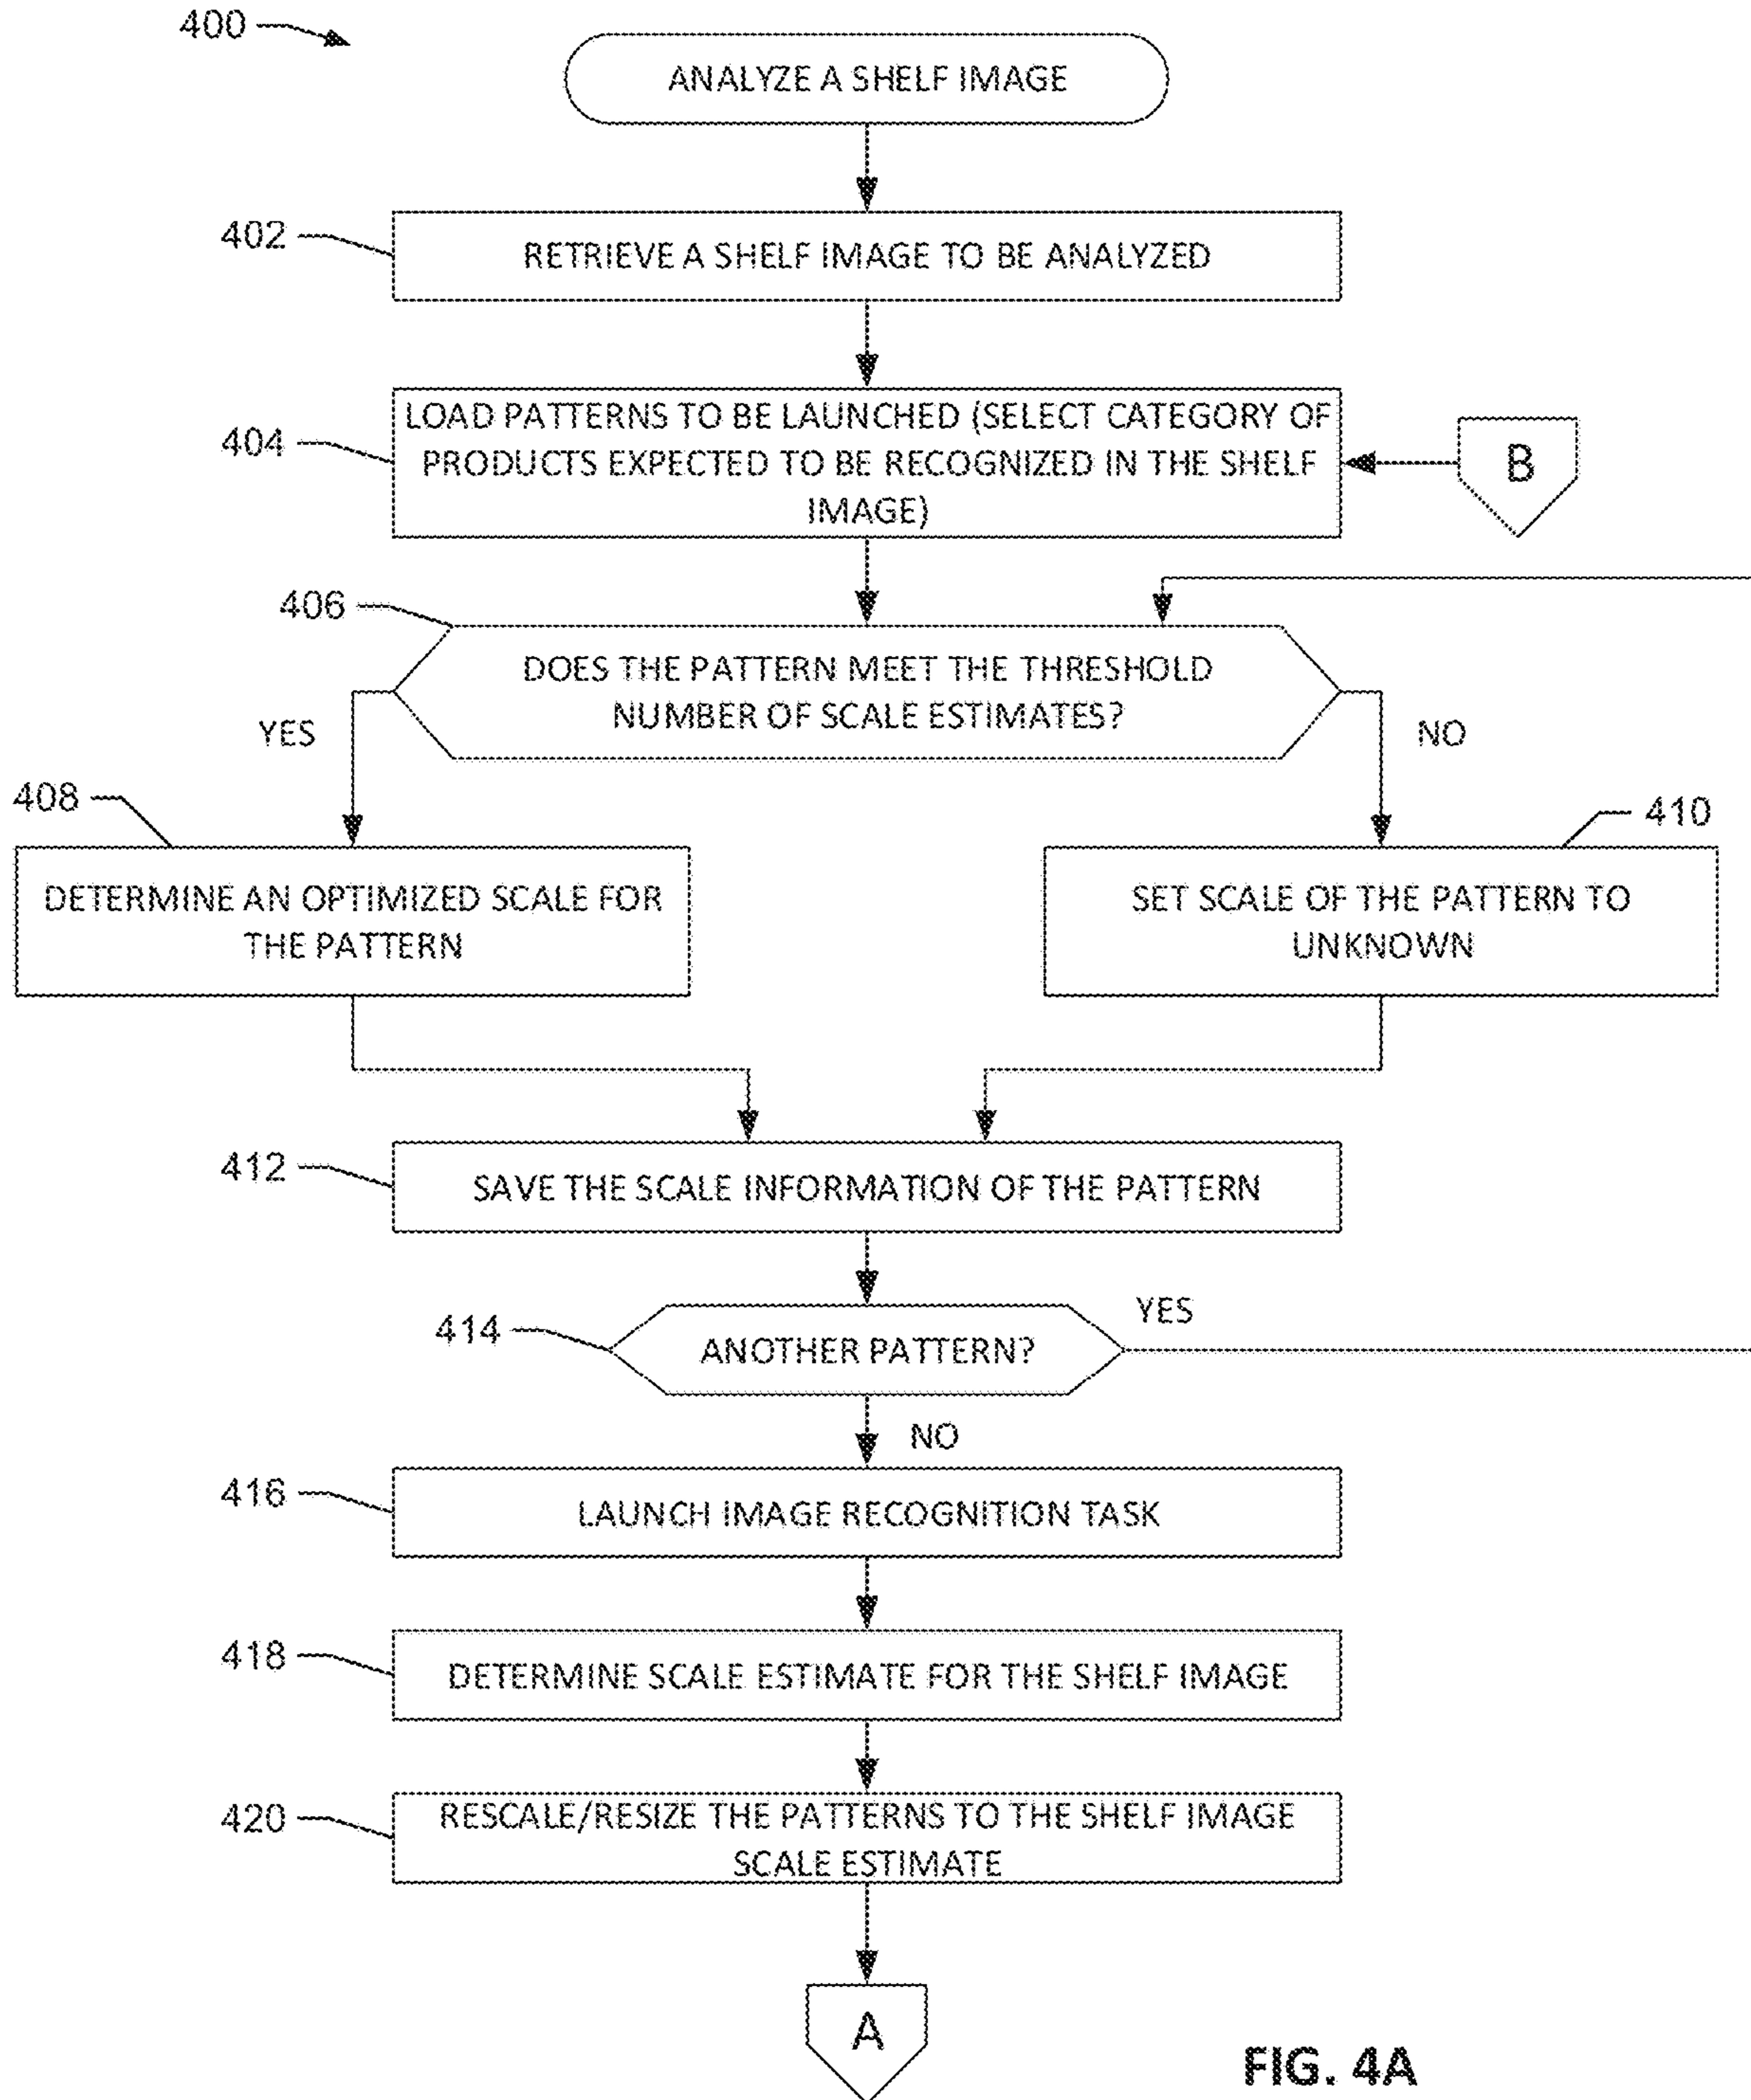 400
ANALYZE A SHELF IMAGE
402
RETRIEVE A SHELF IMAGE TO BE ANALYZED
404
LOAD PATTERNS TO BE LAUNCHED (SELECT CATEGORY OF
PRODUCTS EXPECTED TO BE RECOGNIZED IN THE SHELF
IMAGE)
B
406
DOES THE PATTERN MEET THE THRESHOLD
NUMBER OF SCALE ESTIMATES?
YES
NO
408
DETERMINE AN OPTIMIZED SCALE FOR
THE PATTERN
410
SET SCALE OF THE PATTERN TO
UNKNOWN
412
SAVE THE SCALE INFORMATION OF THE PATTERN
414
ANOTHER PATTERN?
YES
NO
416
LAUNCH IMAGE RECOGNITION TASK
418
DETERMINE SCALE ESTIMATE FOR THE SHELF IMAGE
420
RESCALE/RESIZE THE PATTERNS TO THE SHELF IMAGE
SCALE ESTIMATE
A
FIG. 4A